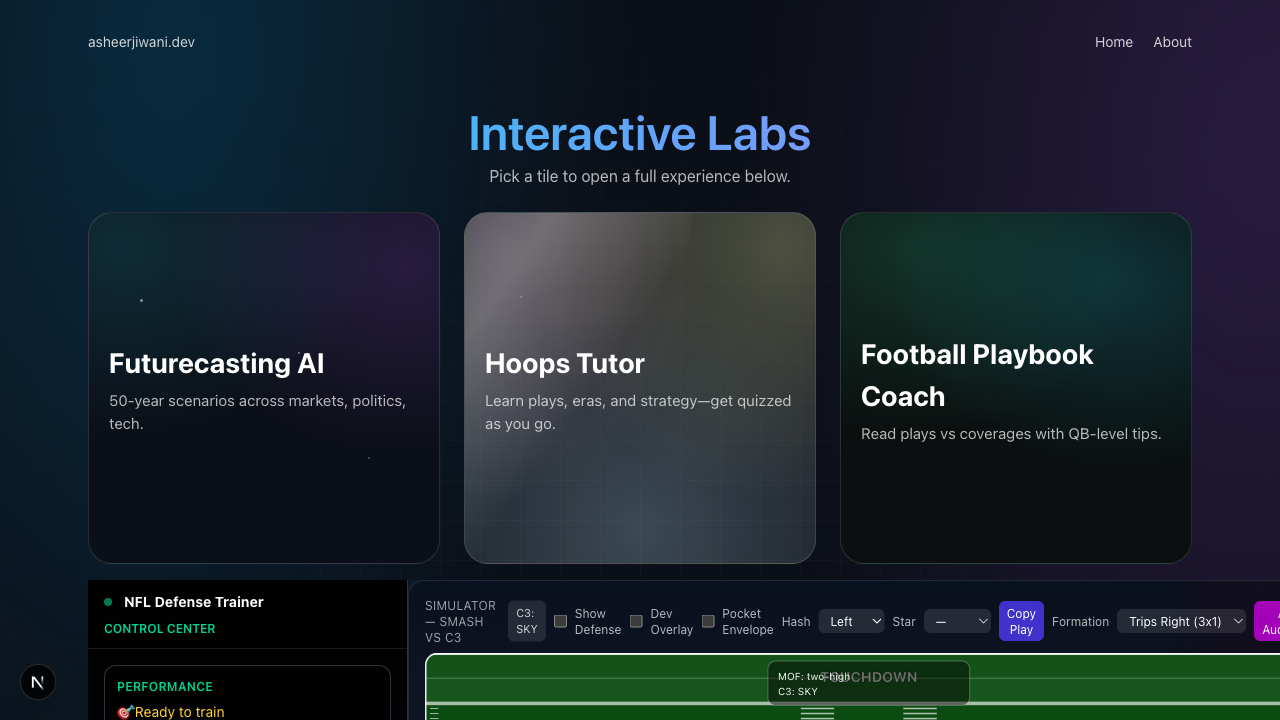 asheerjiwani.dev
Home
About
Interactive Labs
Pick a tile to open a full experience below.
Futurecasting AI
50-year scenarios across markets, politics,
tech.
Hoops Tutor
Learn plays, eras, and strategy—get quizzed
as you go.
Football Playbook
Coach
Read plays vs coverages with QB-level tips.
NFL Defense Trainer
CONTROL CENTER
PERFORMANCE
🎯Ready to train
SIMULATOR
— SMASH
VS C3
C3:
SKY
Show
Defense
Dev
Overlay
Pocket
Envelope
Hash
Left
Star
—
Copy
Play
Formation
Trips Right (3x1)
MOF: two-high
C3: SKY
TOUCHDOWN
N